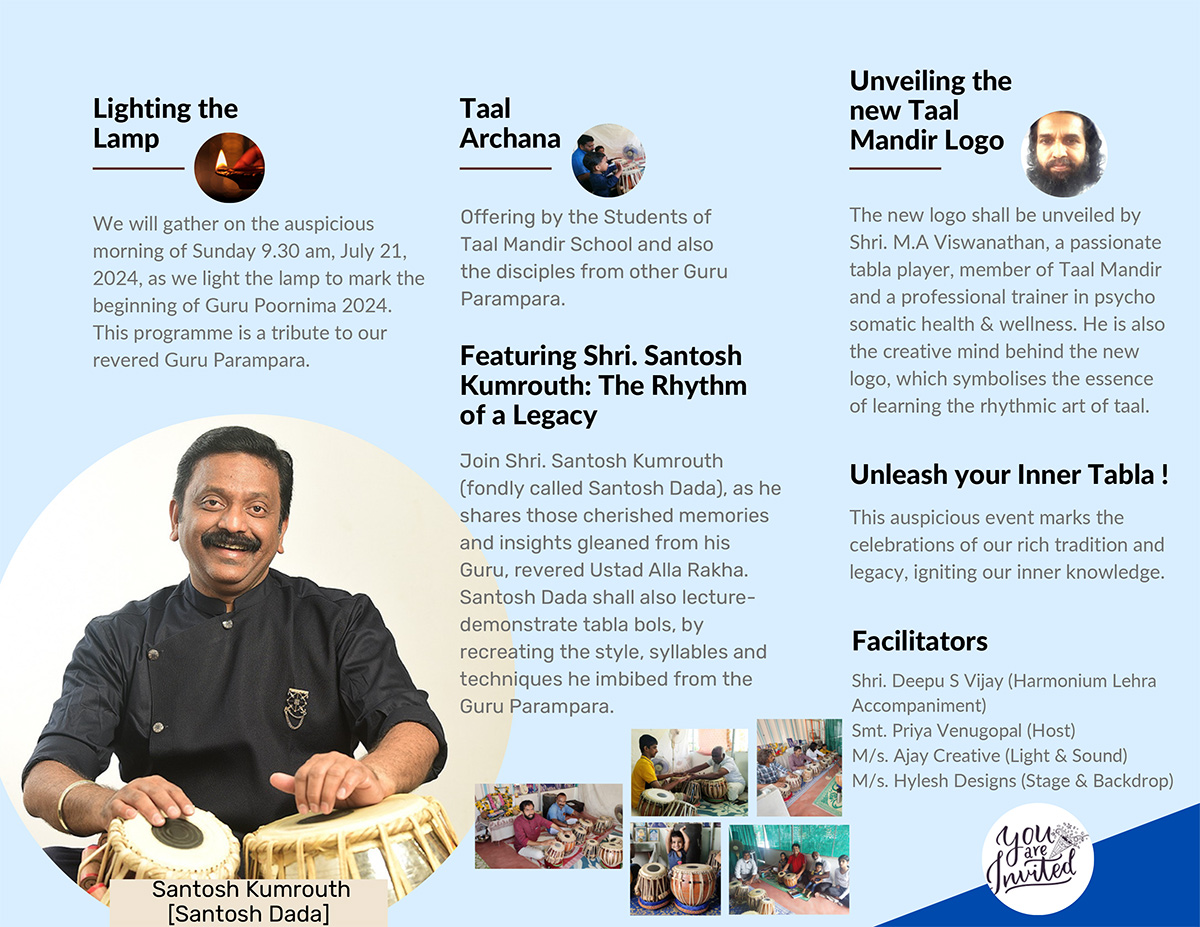 Lighting the
Lamp
We will gather on the auspicious
morning of Sunday 9.30 am, July 21,
2024, as we light the lamp to mark the
beginning of Guru Poornima 2024.
This programme is a tribute to our
revered Guru Parampara.
Santosh Kumrouth
[Santosh Dada]
Taal
Archana
Offering by the Students of
Taal Mandir School and also
the disciples from other Guru
Parampara.
Featuring Shri. Santosh
Kumrouth: The Rhythm
of a Legacy
Join Shri. Santosh Kumrouth
(fondly called Santosh Dada), as he
shares those cherished memories
and insights gleaned from his
Guru, revered Ustad Alla Rakha.
Santosh Dada shall also lecture-
demonstrate tabla bols, by
recreating the style, syllables and
techniques he imbibed from the
Guru Parampara.
Unveiling the
new Taal
Mandir Logo
The new logo shall be unveiled by
Shri. M.A Viswanathan, a passionate
tabla player, member of Taal Mandir
and a professional trainer in psycho
somatic health & wellness. He is also
the creative mind behind the new
logo, which symbolises the essence
of learning the rhythmic art of taal.
Unleash your Inner Tabla !
This auspicious event marks the
celebrations of our rich tradition and
legacy, igniting our inner knowledge.
Facilitators
Shri. Deepu S Vijay (Harmonium Lehra
Accompaniment)
Smt. Priya Venugopal (Host)
M/s. Ajay Creative (Light & Sound)
M/s. Hylesh Designs (Stage & Backdrop)
You
are
Invited